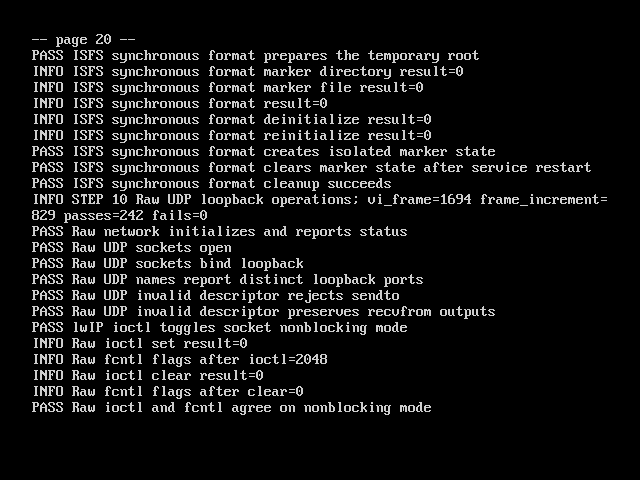 -- page 20 --
PASS ISFS synchronous format prepares the temporary root
INFO ISFS synchronous format marker directory result=0
INFO ISFS synchronous format marker file result=0
INFO ISFS synchronous format result=0
INFO ISFS synchronous format deinitialize result=0
INFO ISFS synchronous format reinitialize result=0
PASS ISFS synchronous format creates isolated marker state
PASS ISFS synchronous format clears marker state after service restart
PASS ISFS synchronous format cleanup succeeds
INFO STEP 10 Raw UDP loopback operations; vi_frame=1694 frame_increment=
829 passes=242 fails=0
PASS Raw network initializes and reports status
PASS Raw UDP sockets open
PASS Raw UDP sockets bind loopback
PASS Raw UDP names report distinct loopback ports
PASS Raw UDP invalid descriptor rejects sendto
PASS Raw UDP invalid descriptor preserves recvfrom outputs
PASS lwIP ioctl toggles socket nonblocking mode
INFO Raw ioctl set result=0
INFO Raw fcntl flags after ioctl=2048
INFO Raw ioctl clear result=0
INFO Raw fcntl flags after clear=0
PASS Raw ioctl and fcntl agree on nonblocking mode